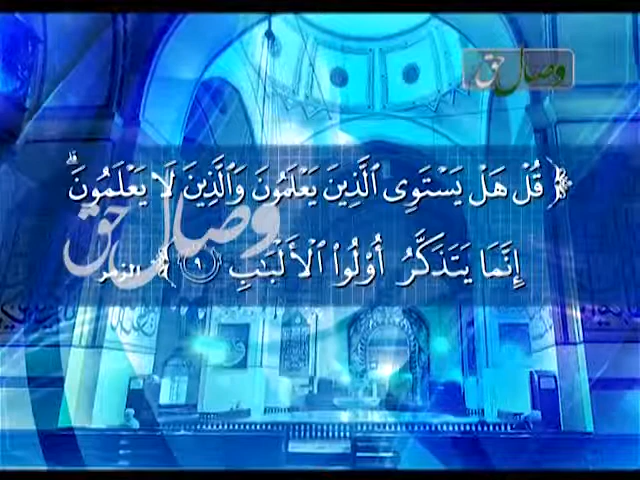 وصال حق
﴿ قُلْ هَلْ يَسْتَوِى ٱلَّذِينَ يَعْلَمُونَ وَٱلَّذِينَ لَا يَعْلَمُونَ ۗ
إِنَّمَا يَتَذَكَّرُ أُوْلُوا۟ ٱلْأَلْبَٰبِ ٩ ﴾ الزمر
وصال حق